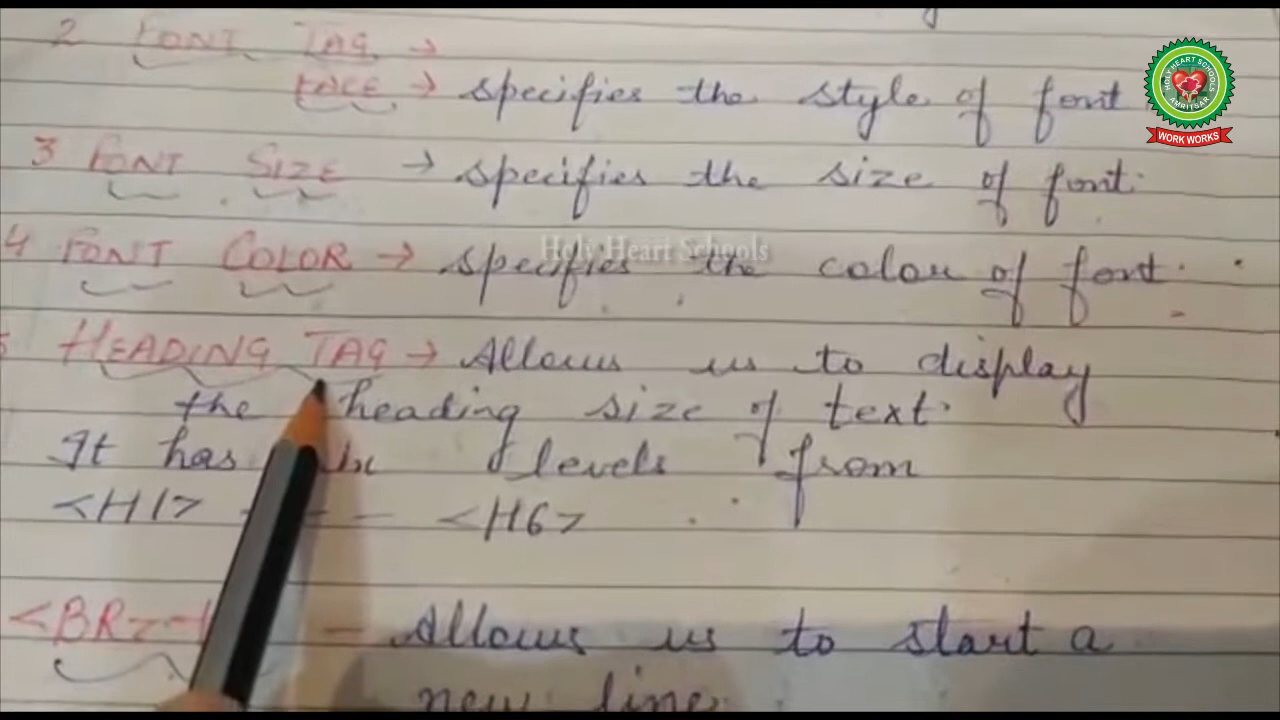 2 FONT TAG →
FACE → specifies the style of font
3 FONT SIZE → specifies the size of font.
4 FONT COLOR → specifies the color of font.
HEADING TAG → Allows us to display
the heading size of text.
It has levels from
<H1> - - - <H6>
<BR> - Allows us to start a
new line.
HOLY HEART SCHOOLS
AMRITSAR
WORK WORKS
Holy Heart Schools